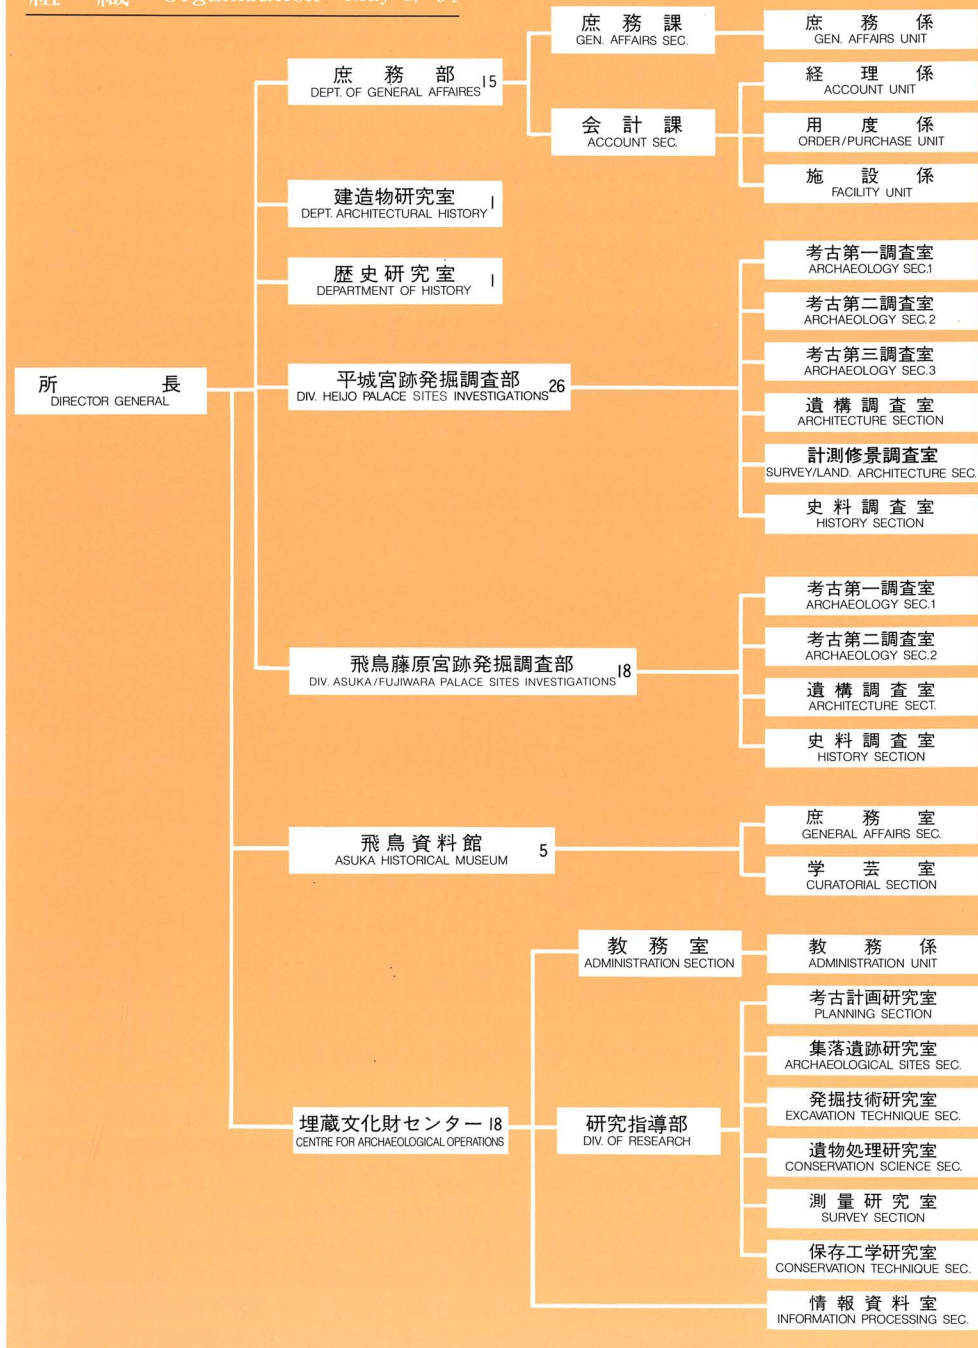 組 織 Organization May 1,
庶務課
GEN. AFFAIRS SEC.
庶務係
GEN. AFFAIRS UNIT
庶務部 15
DEPT. OF GENERAL AFFAIRES
経理係
ACCOUNT UNIT
会計課
ACCOUNT SEC.
用度係
ORDER/PURCHASE UNIT
施設係
FACILITY UNIT
建造物研究室 1
DEPT. ARCHITECTURAL HISTORY
歴史研究室 1
DEPARTMENT OF HISTORY
所長
DIRECTOR GENERAL
平城宮跡発掘調査部 26
DIV. HEIJO PALACE SITES INVESTIGATIONS
考古第一調査室
ARCHAEOLOGY SEC.1
考古第二調査室
ARCHAEOLOGY SEC.2
考古第三調査室
ARCHAEOLOGY SEC.3
遺構調査室
ARCHITECTURE SECTION
計測修景調査室
SURVEY/LAND. ARCHITECTURE SEC.
史料調査室
HISTORY SECTION
飛鳥藤原宮跡発掘調査部 18
DIV. ASUKA/FUJIWARA PALACE SITES INVESTIGATIONS
考古第一調査室
ARCHAEOLOGY SEC.1
考古第二調査室
ARCHAEOLOGY SEC.2
遺構調査室
ARCHITECTURE SECT.
史料調査室
HISTORY SECTION
飛鳥資料館 5
ASUKA HISTORICAL MUSEUM
庶務室
GENERAL AFFAIRS SEC.
学芸室
CURATORIAL SECTION
埋蔵文化財センター 18
CENTRE FOR ARCHAEOLOGICAL OPERATIONS
教務室
ADMINISTRATION SECTION
教務係
ADMINISTRATION UNIT
研究指導部
DIV. OF RESEARCH
考古計画研究室
PLANNING SECTION
集落遺跡研究室
ARCHAEOLOGICAL SITES SEC.
発掘技術研究室
EXCAVATION TECHNIQUE SEC.
遺物処理研究室
CONSERVATION SCIENCE SEC.
測量研究室
SURVEY SECTION
保存工学研究室
CONSERVATION TECHNIQUE SEC.
情報資料室
INFORMATION PROCESSING SEC.